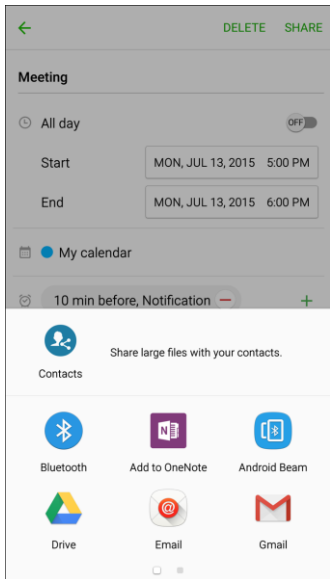 DELETE SHARE
Meeting
All day OFF
Start MON, JUL 13, 2015 5:00 PM
End MON, JUL 13, 2015 6:00 PM
My calendar
10 min before, Notification
Contacts
Share large files with your contacts.
Bluetooth Add to OneNote Android Beam
Drive Email Gmail